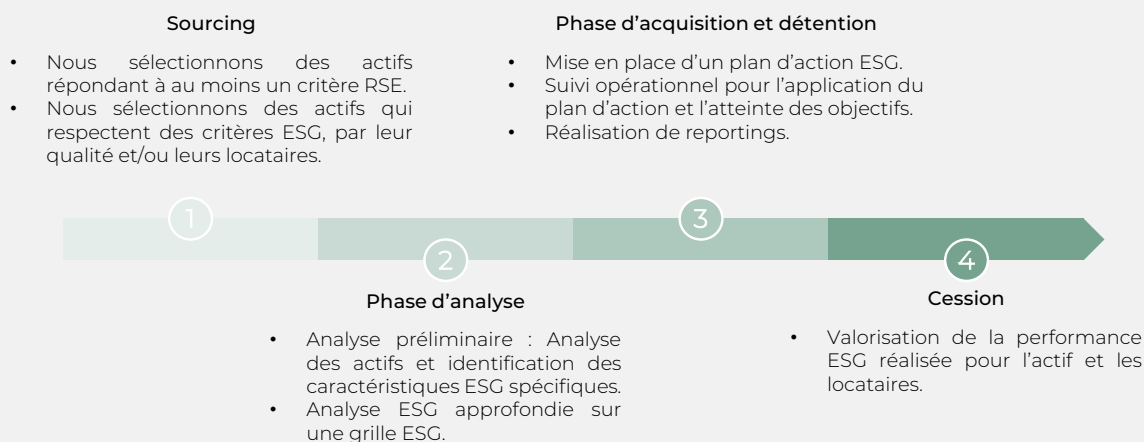 Sourcing
• Nous sélectionnons des actifs
répondant à au moins un critère RSE.
• Nous sélectionnons des actifs qui
respectent des critères ESG, par leur
qualité et/ou leurs locataires.
Phase d’acquisition et détention
• Mise en place d’un plan d’action ESG.
• Suivi opérationnel pour l’application du
plan d’action et l’atteinte des objectifs.
• Réalisation de reportings.
1
2
3
4
Phase d’analyse
• Analyse préliminaire : Analyse
des actifs et identification des
caractéristiques ESG spécifiques.
• Analyse ESG approfondie sur
une grille ESG.
Cession
• Valorisation de la performance
ESG réalisée pour l’actif et les
locataires.